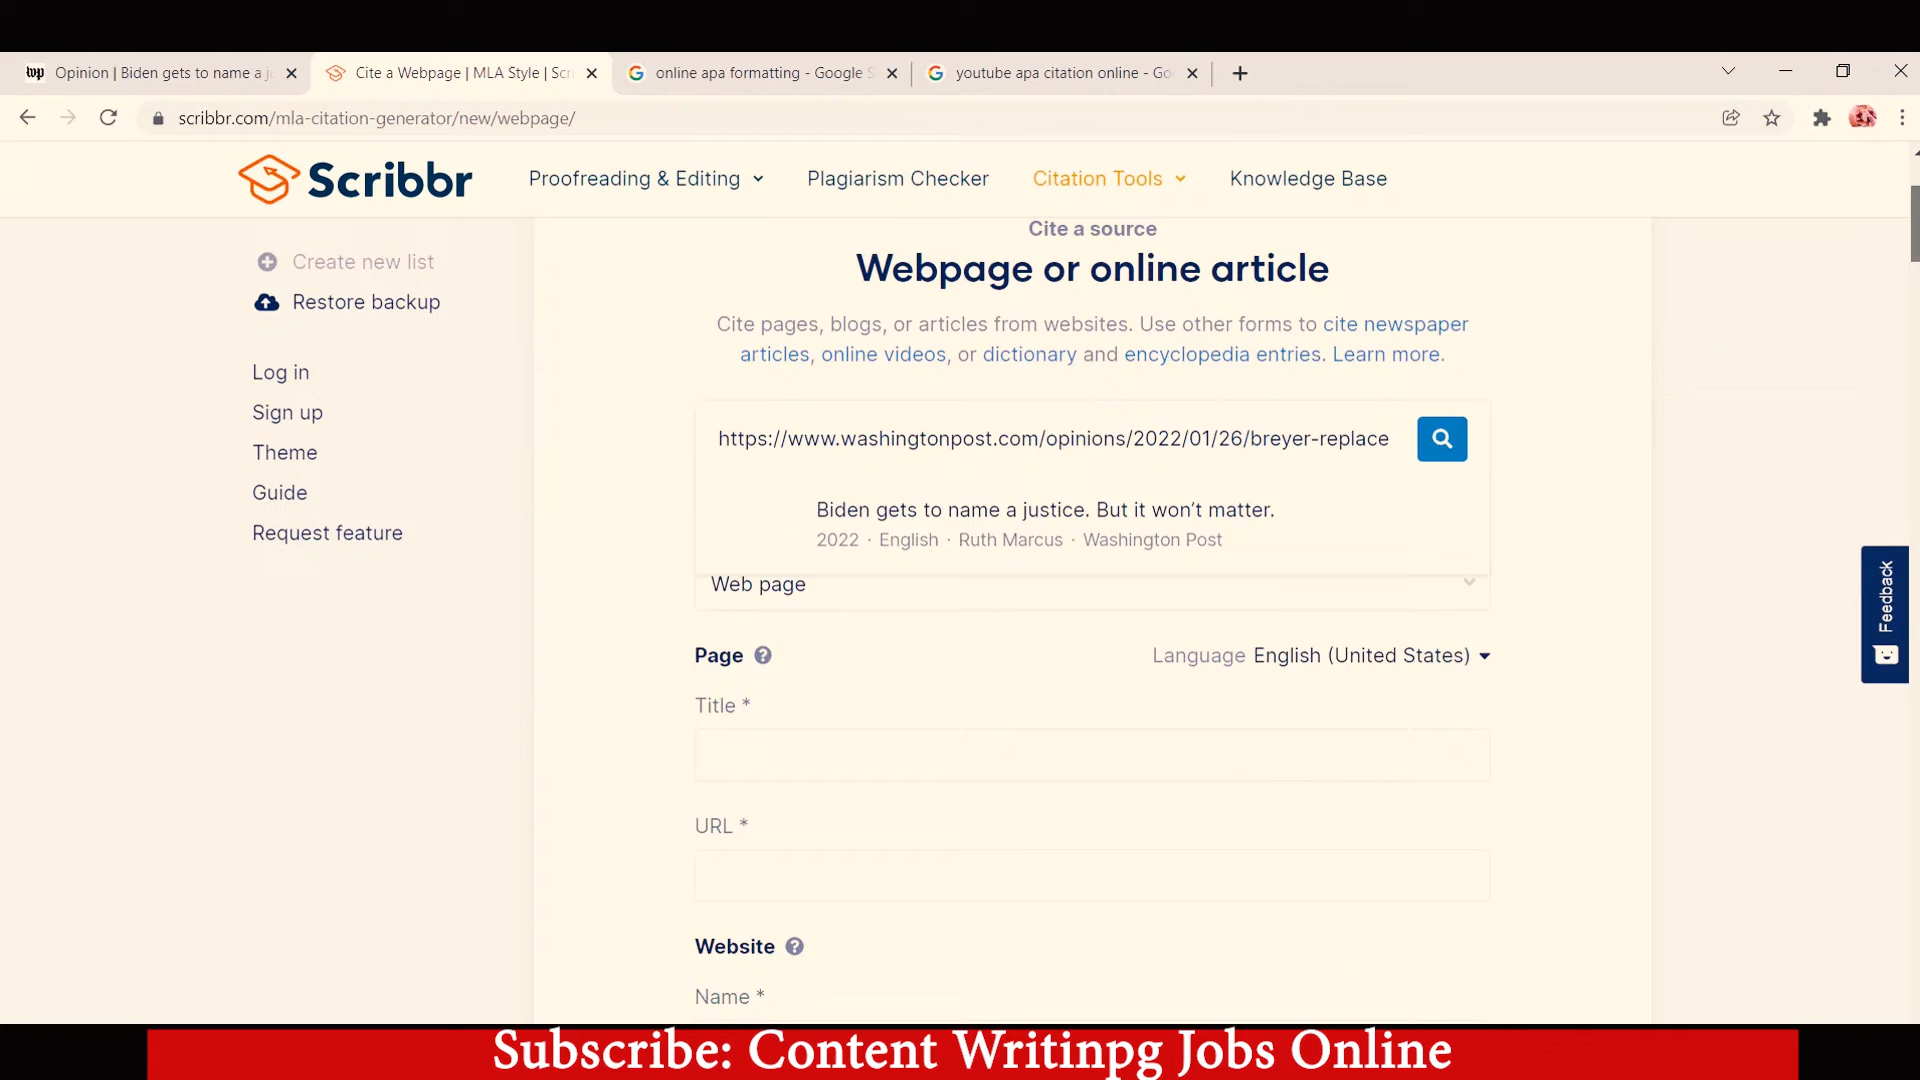 Opinion | Biden gets to name a ju
Cite a Webpage | MLA Style | Scr
online apa formatting - Google S
youtube apa citation online - Go
scribbr.com/mla-citation-generator/new/webpage/
Scribbr
Proofreading & Editing
Plagiarism Checker
Citation Tools
Knowledge Base
Create new list
Restore backup
Log in
Sign up
Theme
Guide
Request feature
Cite a source
Webpage or online article
Cite pages, blogs, or articles from websites. Use other forms to cite newspaper
articles, online videos, or dictionary and encyclopedia entries. Learn more.
https://www.washingtonpost.com/opinions/2022/01/26/breyer-replace
Biden gets to name a justice. But it won’t matter.
2022 · English · Ruth Marcus · Washington Post
Web page
Page
Language English (United States)
Title *
URL *
Website
Name *
Feedback
Subscribe: Content Writinpg Jobs Online